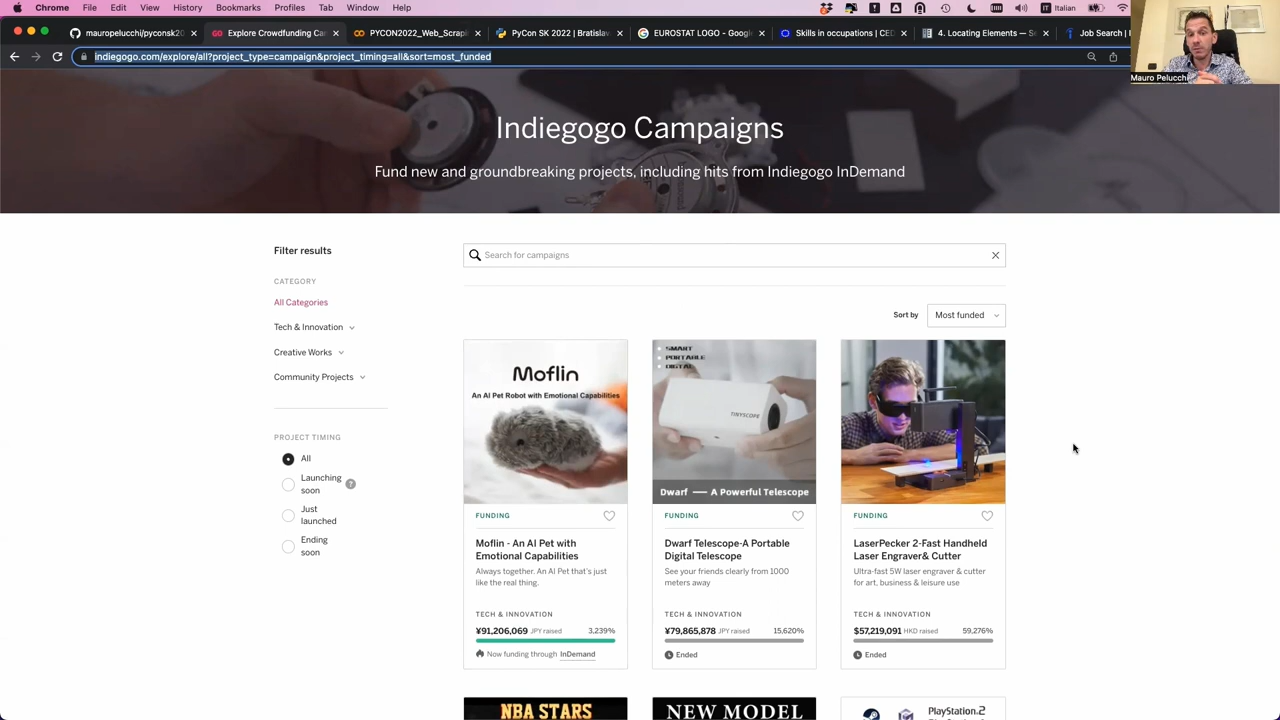 Chrome File Edit View History Bookmarks Profiles Tab Window Help
Italian
mauropelucchi/pyconsk20
Explore Crowdfunding Ca
PYCON2022_Web_Scrapi
PyCon SK 2022 | Bratislav
EUROSTAT LOGO - Google
Skills in occupations | CED
4. Locating Elements — Se
Job Search |
indiegogo.com/explore/all?project_type=campaign&project_timing=all&sort=most_funded
Mauro Pelucchi
Indiegogo Campaigns
Fund new and groundbreaking projects, including hits from Indiegogo InDemand
Filter results
Search for campaigns
CATEGORY
All Categories
Sort by Most funded
Tech & Innovation
Creative Works
Community Projects
PROJECT TIMING
All
Launching
soon
?
Just
launched
Ending
soon
Moflin
An AI Pet Robot with Emotional Capabilities
FUNDING
Moflin - An AI Pet with
Emotional Capabilities
Always together. An AI Pet that's just
like the real thing.
TECH & INNOVATION
¥91,206,069 JPY raised 3,239%
Now funding through InDemand
SMART
PORTABLE
DIGITAL
TINYSCOPE
Dwarf — A Powerful Telescope
FUNDING
Dwarf Telescope-A Portable
Digital Telescope
See your friends clearly from 1000
meters away
TECH & INNOVATION
¥79,865,878 JPY raised 15,620%
Ended
FUNDING
LaserPecker 2-Fast Handheld
Laser Engraver& Cutter
Ultra-fast 5W laser engraver & cutter
for art, business & leisure use
TECH & INNOVATION
$57,219,091 HKD raised 59,276%
Ended
NBA STARS
NEW MODEL
PlayStation.2